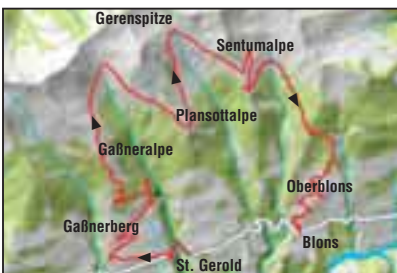 Gerenspitze
Sentumalpe
Plansottalpe
Gaßneralpe
Oberblons
Gaßnerberg
Blons
St. Gerold